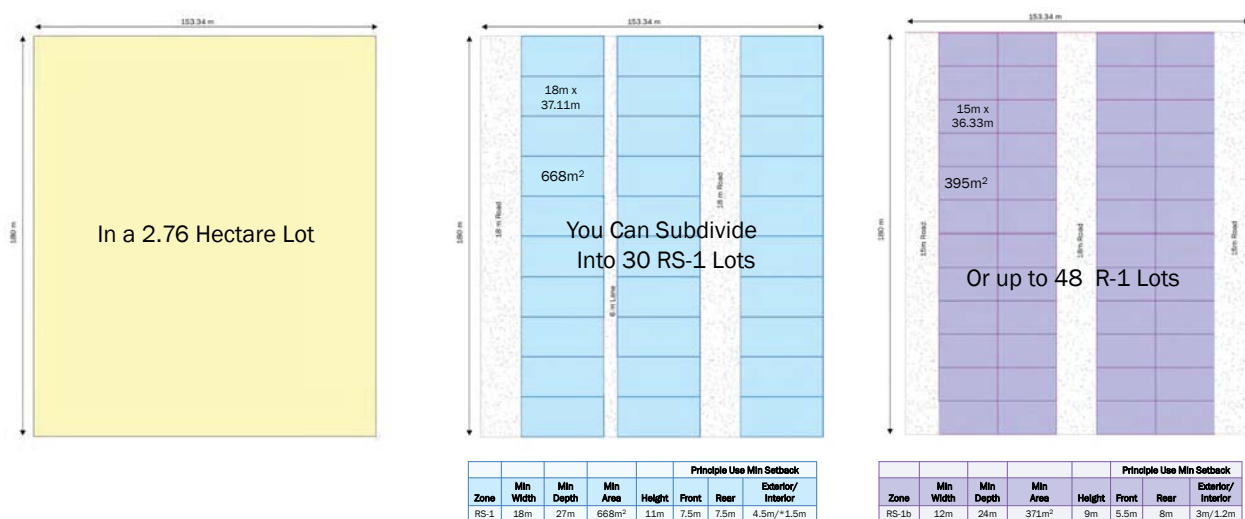 153.34 m
180 m
In a 2.76 Hectare Lot
153.34 m
180 m
18 m Road
18m x
37.11m
668m²
6 m Lane
18 m Road
You Can Subdivide
Into 30 RS-1 Lots
Principle Use Min Setback
Zone Min Width Min Depth Min Area Height Front Rear Exterior/ Interior
RS-1 18m 27m 668m² 11m 7.5m 7.5m 4.5m/*1.5m
153.34 m
180 m
15m Road
15m x
36.33m
395m²
18m Road
15m Road
Or up to 48 R-1 Lots
Principle Use Min Setback
Zone Min Width Min Depth Min Area Height Front Rear Exterior/ Interior
RS-1b 12m 24m 371m² 9m 5.5m 8m 3m/1.2m